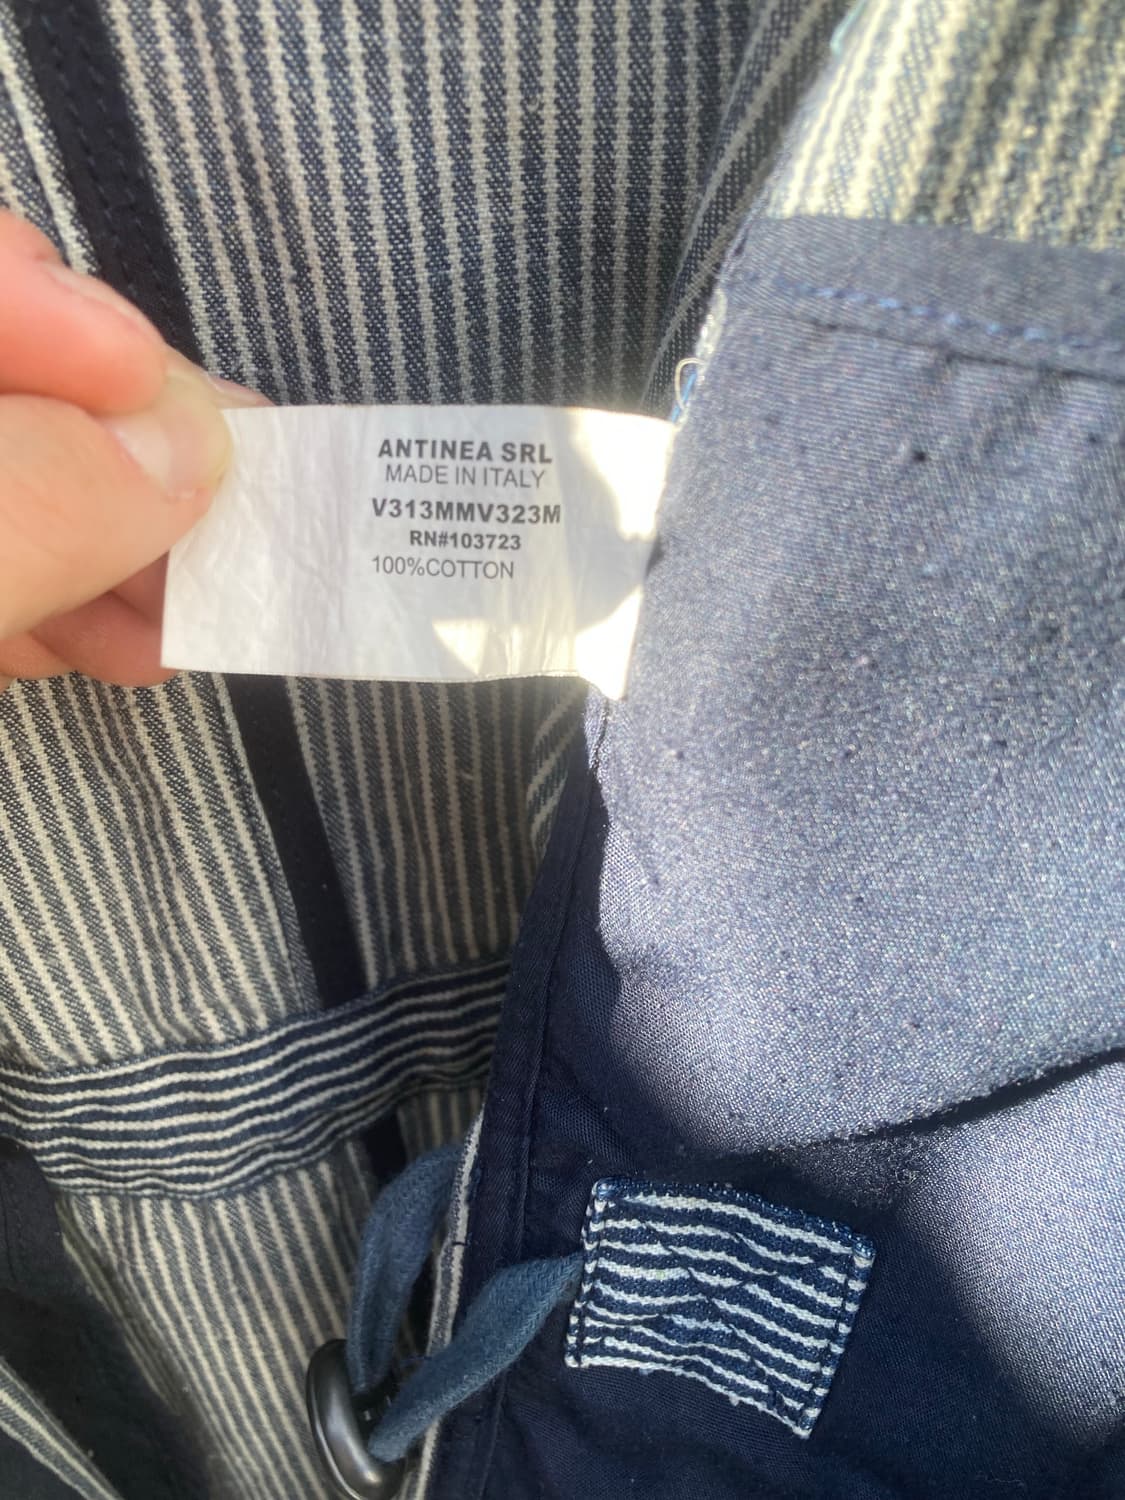 ANTINEA SRL
MADE IN ITALY
V313MMV323M
RN#103723
100%COTTON